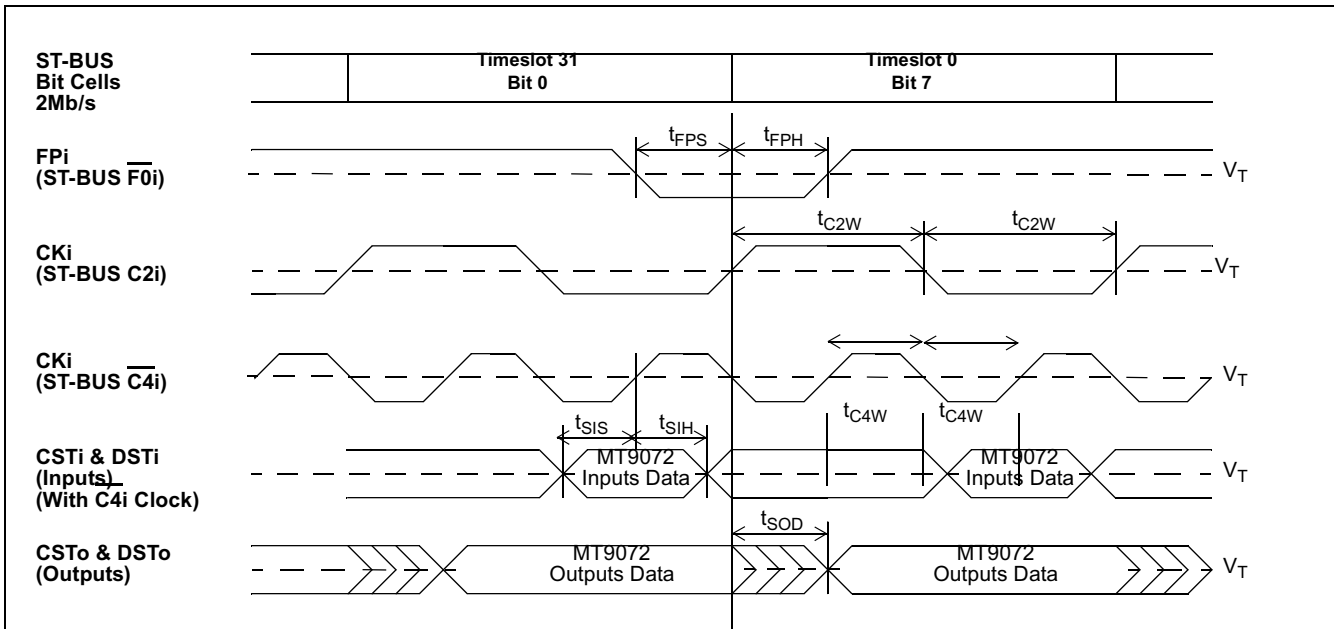 ST-BUS
Bit Cells
2Mb/s
Timeslot 31
Bit 0
Timeslot 0
Bit 7
FPi
(ST-BUS F0i)
tFPS
tFPH
VT
CKi
(ST-BUS C2i)
tC2W
tC2W
VT
CKi
(ST-BUS C4i)
VT
tC4W
tC4W
tSIS
tSIH
CSTi & DSTi
(Inputs)
(With C4i Clock)
MT9072
Inputs Data
MT9072
Inputs Data
VT
tSOD
CSTo & DSTo
(Outputs)
MT9072
Outputs Data
MT9072
Outputs Data
VT